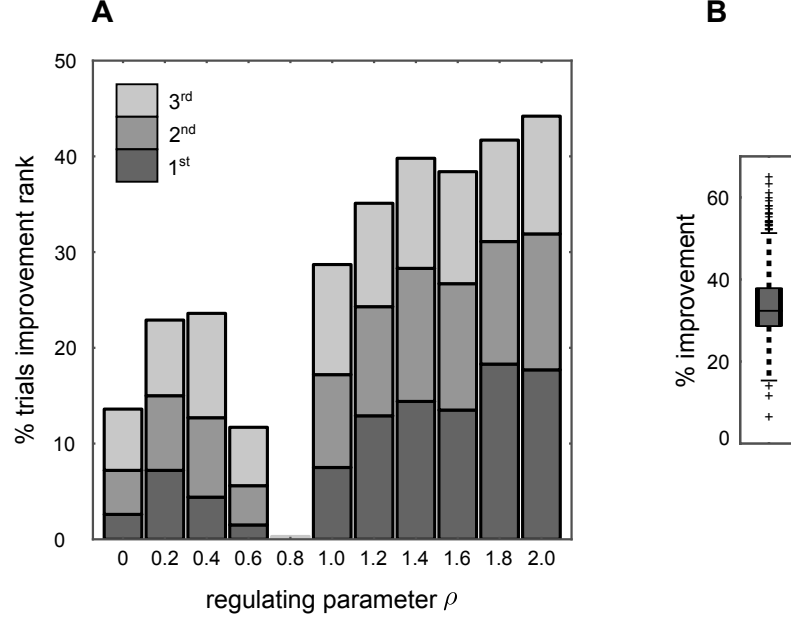 A
B
50
40
30
20
10
0
% trials improvement rank
3rd
2nd
1st
0 0.2 0.4 0.6 0.8 1.0 1.2 1.4 1.6 1.8 2.0
regulating parameter ρ
60
40
20
0
% improvement